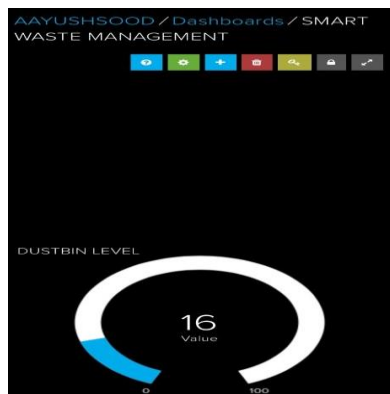 AAYUSHSOOD / Dashboards / SMART
WASTE MANAGEMENT
DUSTBIN LEVEL
16
Value
0 100